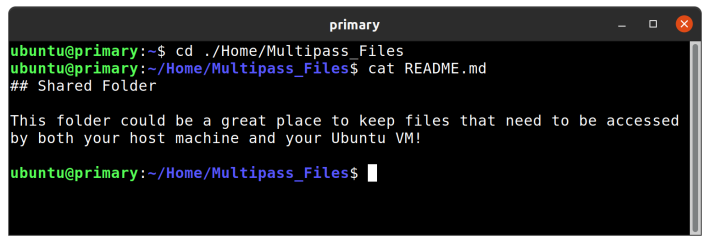 primary
ubuntu@primary:~$ cd ./Home/Multipass_Files
ubuntu@primary:~/Home/Multipass_Files$ cat README.md
## Shared Folder
This folder could be a great place to keep files that need to be accessed
by both your host machine and your Ubuntu VM!
ubuntu@primary:~/Home/Multipass_Files$